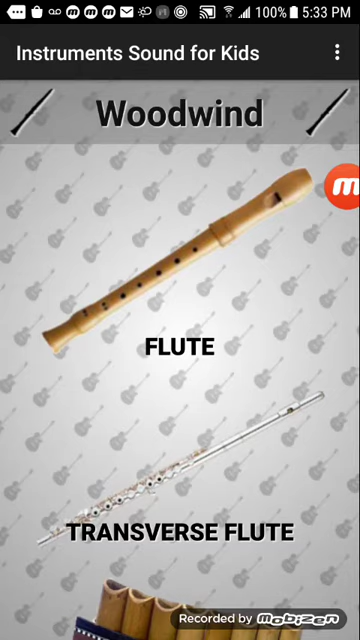 100% 5:33 PM
Instruments Sound for Kids
Woodwind
FLUTE
TRANSVERSE FLUTE
Recorded by MOBIZEN